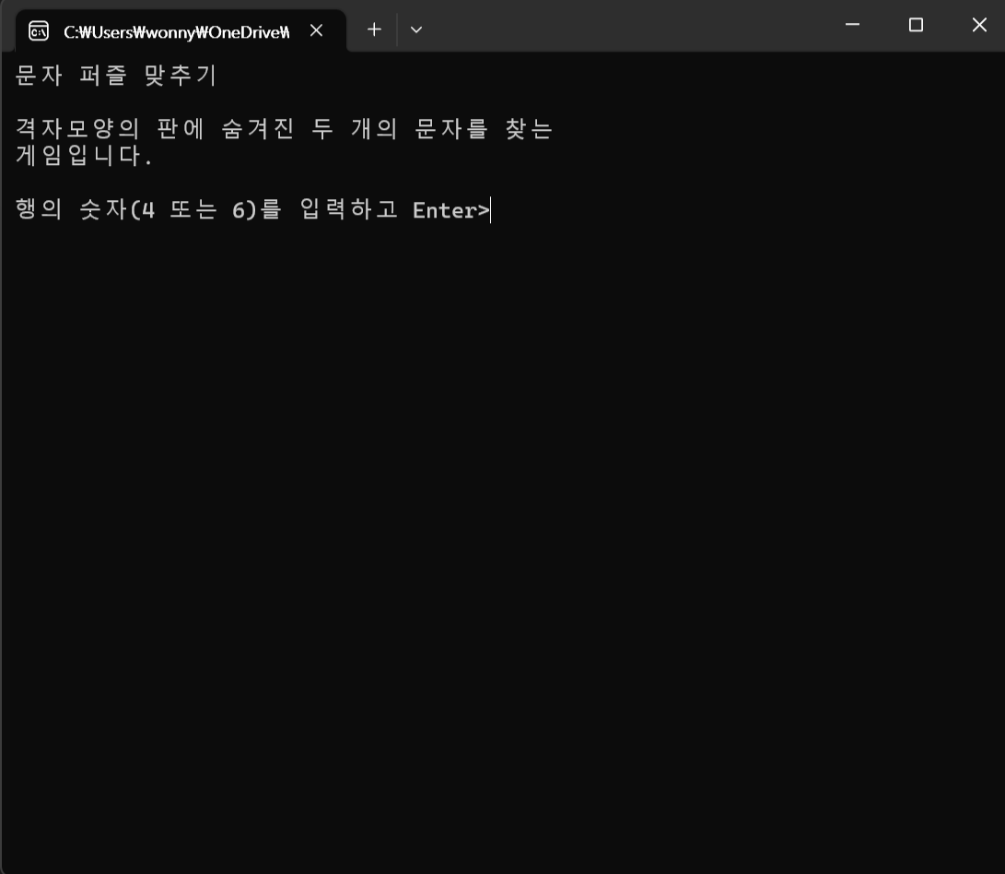 C:₩Users₩wonny₩OneDrive₩
문자 퍼즐 맞추기
격자모양의 판에 숨겨진 두 개의 문자를 찾는
게임입니다.
행의 숫자(4 또는 6)를 입력하고 Enter>